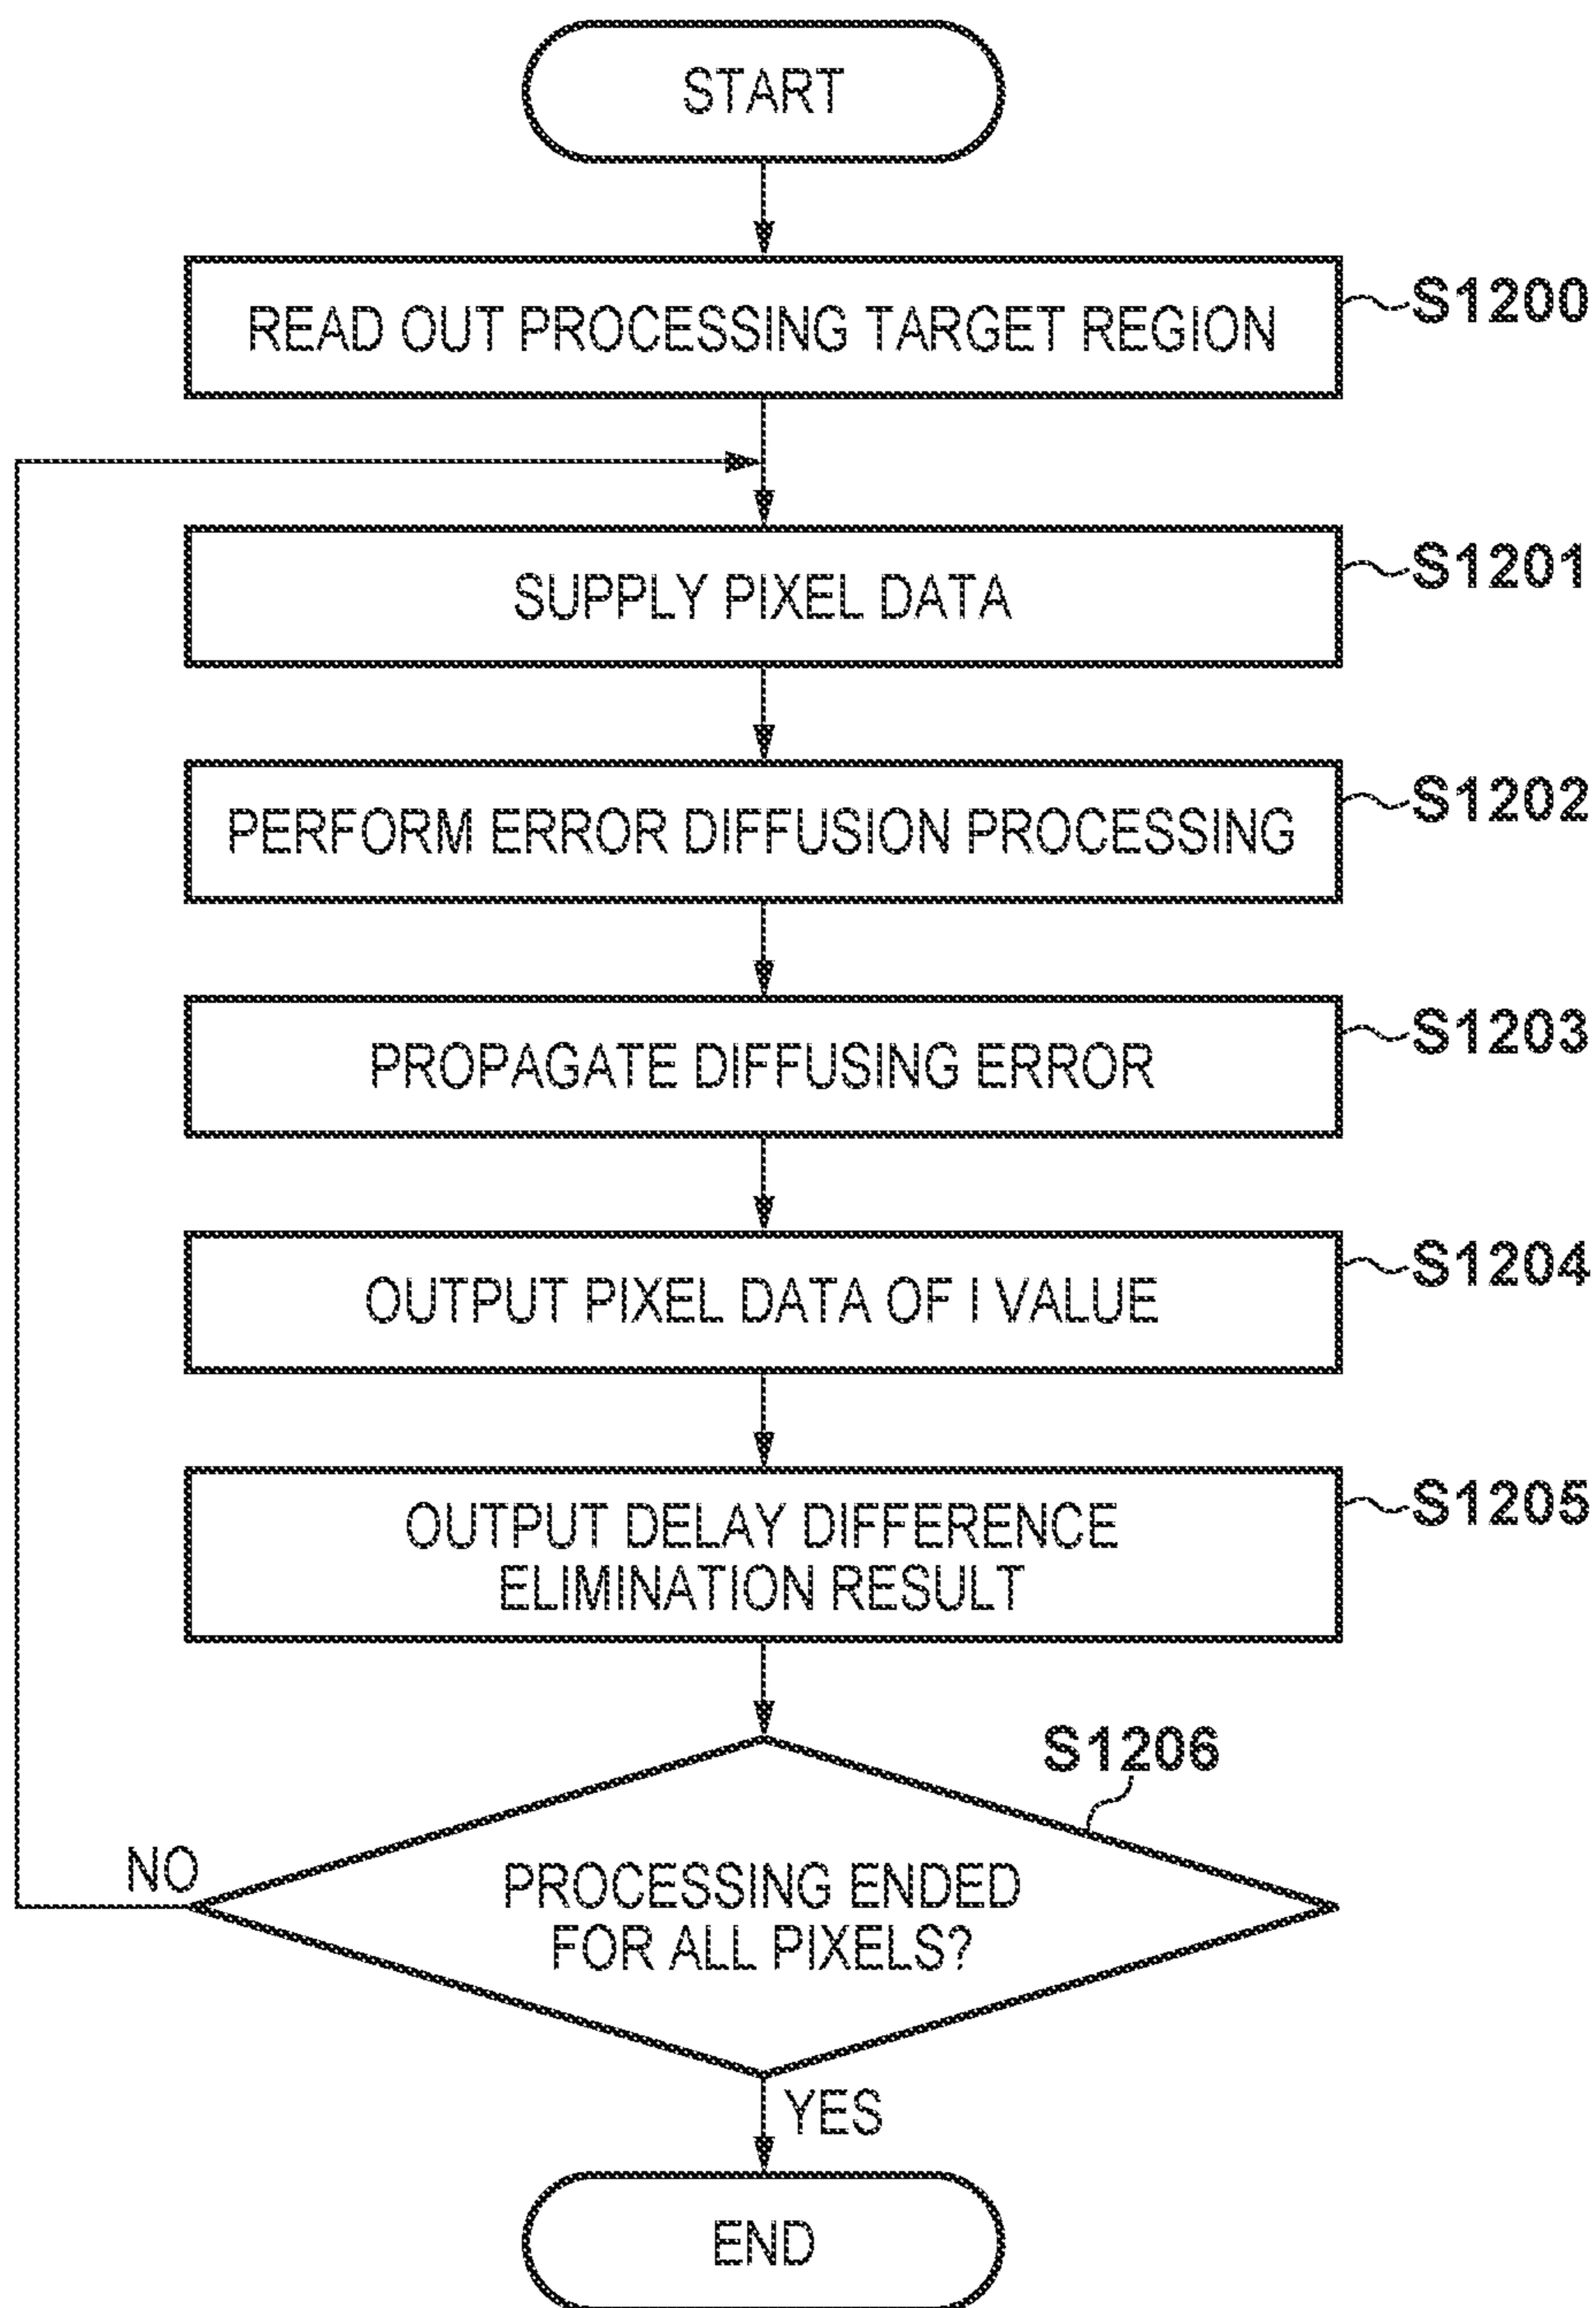 START
READ OUT PROCESSING TARGET REGION
S1200
SUPPLY PIXEL DATA
S1201
PERFORM ERROR DIFFUSION PROCESSING
S1202
PROPAGATE DIFFUSING ERROR
S1203
OUTPUT PIXEL DATA OF I VALUE
S1204
OUTPUT DELAY DIFFERENCE
ELIMINATION RESULT
S1205
S1206
NO
PROCESSING ENDED
FOR ALL PIXELS?
YES
END